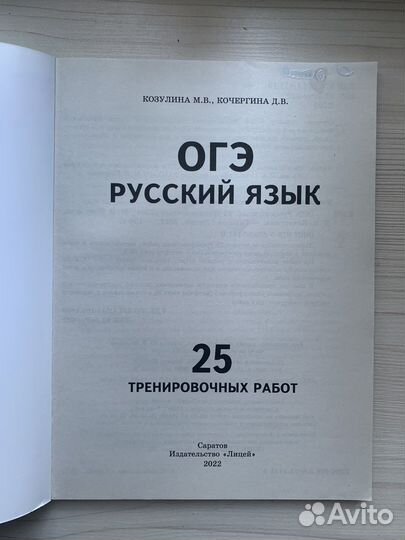 КОЗУЛИНА М.В., КОЧЕРГИНА Д.В.
ОГЭ
РУССКИЙ ЯЗЫК
25
ТРЕНИРОВОЧНЫХ РАБОТ
Саратов
Издательство «Лицей»
2022
Avito